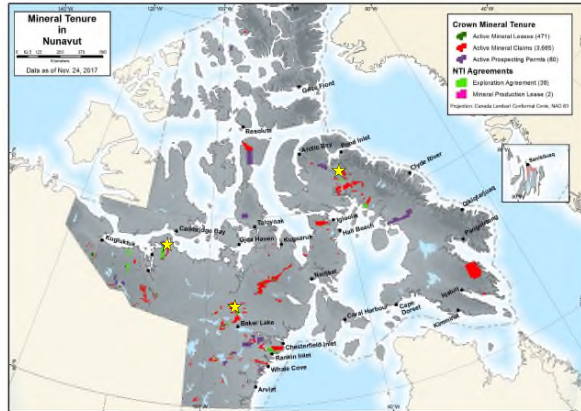 Mineral Tenure
in
Nunavut
Kilometres
Data as of Nov. 24, 2017
Crown Mineral Tenure
Active Mineral Leases (471)
Active Mineral Claims (3,665)
Active Prospecting Permits (80)
NTI Agreements
Exploration Agreement (38)
Mineral Production Lease (2)
Projection: Canada Lambert Conformal Conic, NAD 83
Grise Fiord
Resolute
Arctic Bay
Pond Inlet
Clyde River
Sanikiluaq
Qikiqtarjuaq
Pangnirtung
Igloolik
Hall Beach
Taloyoak
Cambridge Bay
Kugluktuk
Gjoa Haven
Kugaaruk
Naujaat
Iqaluit
Kimmirut
Cape
Dorset
Coral Harbour
Baker Lake
Chesterfield Inlet
Rankin Inlet
Whale Cove
Arviat